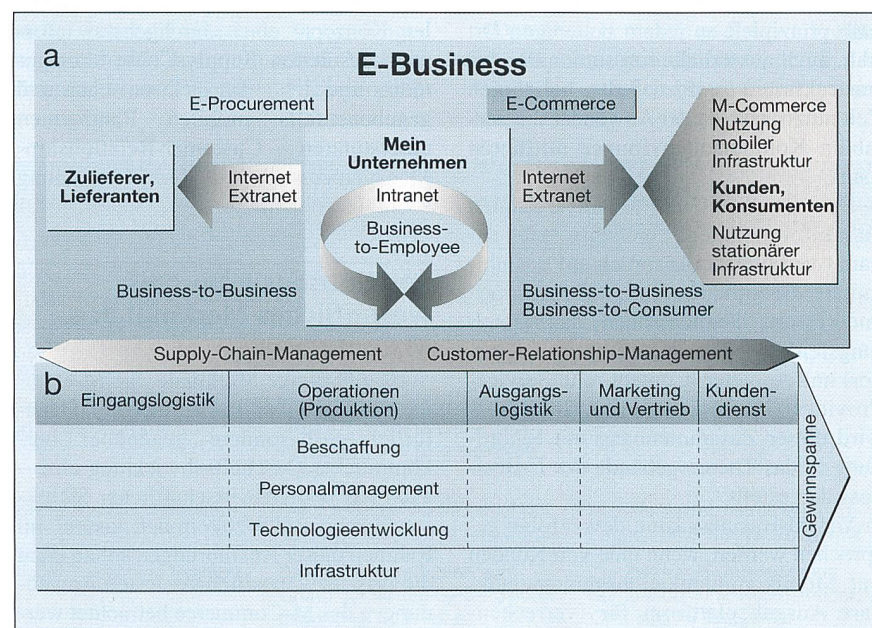 a
E-Business
E-Procurement
E-Commerce
Zulieferer,
Lieferanten
Internet
Extranet
Business-to-Business
Mein
Unternehmen
Intranet
Business-
to-Employee
Internet
Extranet
Business-to-Business
Business-to-Consumer
M-Commerce
Nutzung
mobiler
Infrastruktur
Kunden,
Konsumenten
Nutzung
stationärer
Infrastruktur
Supply-Chain-Management
Customer-Relationship-Management
b
Eingangslogistik
Operationen
(Produktion)
Ausgangs-
logistik
Marketing
und Vertrieb
Kunden-
dienst
Beschaffung
Personalmanagement
Technologieentwicklung
Infrastruktur
Gewinnspanne